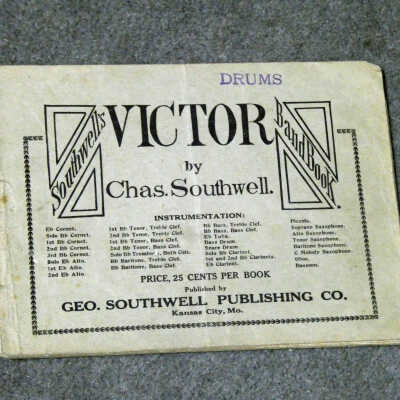 DRUMS
Southwell's VICTOR Band Book.
by
Chas. Southwell.
INSTRUMENTATION:
Eb Cornet.
Solo Bb Cornet.
1st Bb Cornet.
2nd Bb Cornet.
3rd Bb Cornet.
Solo Eb Alto.
1st Eb Alto.
2nd Eb Alto.
1st Bb Tenor, Treble Clef.
2nd Bb Tenor, Treble Clef.
1st Bb Tenor, Bass Clef.
2nd Bb Tenor, Bass Clef.
Solo Bb Trombone, Both Clefs.
Bb Baritone, Treble Clef.
Bb Baritone, Bass Clef.
Bb Bass, Treble Clef.
Bb Bass, Bass Clef.
Eb Tuba.
Bass Drum.
Snare Drum.
Solo Bb Clarinet.
1st and 2nd Bb Clarinets.
Eb Clarinet.
Piccolo.
Soprano Saxophone.
Alto Saxophone.
Tenor Saxophone.
Baritone Saxophone.
C Melody Saxophone.
Oboe.
Bassoon.
PRICE, 25 CENTS PER BOOK
Published by
GEO. SOUTHWELL PUBLISHING CO.
Kansas City, Mo.